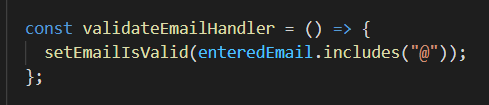 const validateEmailHandler = () => {
  setEmailIsValid(enteredEmail.includes("@"));
};